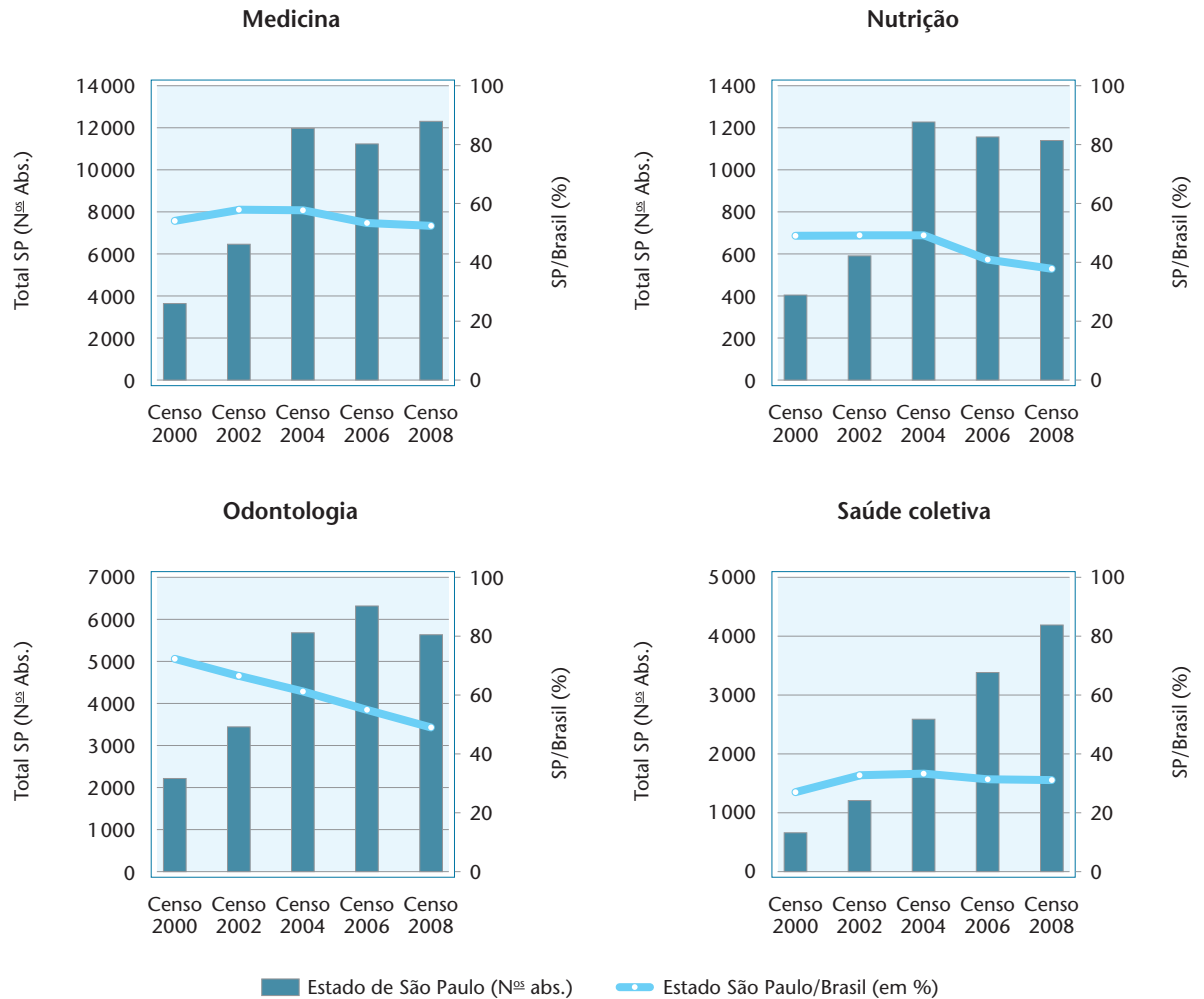 Medicina
Total SP (Nos Abs.)
14 000
12 000
10 000
8 000
6 000
4 000
2 000
0
100
80
60
40
20
0
SP/Brasil (%)
Censo 2000
Censo 2002
Censo 2004
Censo 2006
Censo 2008
Nutrição
Total SP (Nos Abs.)
1 400
1 200
1 000
800
600
400
200
0
100
80
60
40
20
0
SP/Brasil (%)
Censo 2000
Censo 2002
Censo 2004
Censo 2006
Censo 2008
Odontologia
Total SP (Nos Abs.)
7 000
6 000
5 000
4 000
3 000
2 000
1 000
0
100
80
60
40
20
0
SP/Brasil (%)
Censo 2000
Censo 2002
Censo 2004
Censo 2006
Censo 2008
Saúde coletiva
Total SP (Nos Abs.)
5 000
4 000
3 000
2 000
1 000
0
100
80
60
40
20
0
SP/Brasil (%)
Censo 2000
Censo 2002
Censo 2004
Censo 2006
Censo 2008
Estado de São Paulo (Nos abs.)
Estado São Paulo/Brasil (em %)